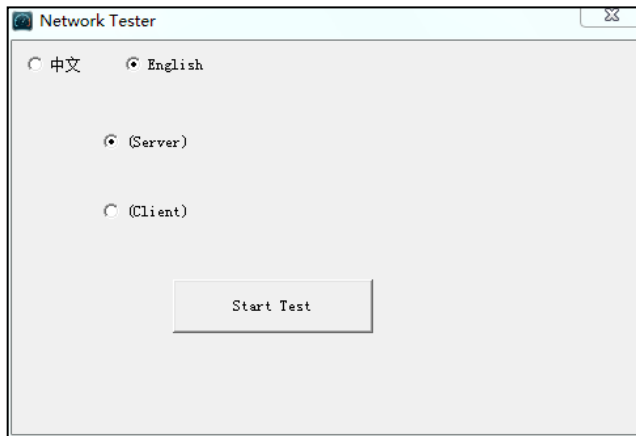 Network Tester
中文 English
(Server)
(Client)
Start Test